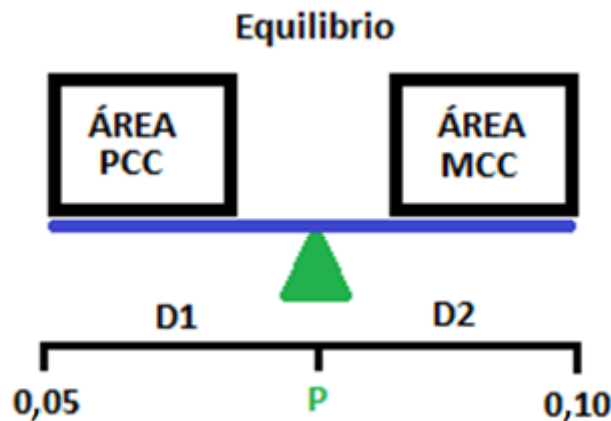 Equilibrio
ÁREA
PCC
ÁREA
MCC
D1
D2
0,05
P
0,10